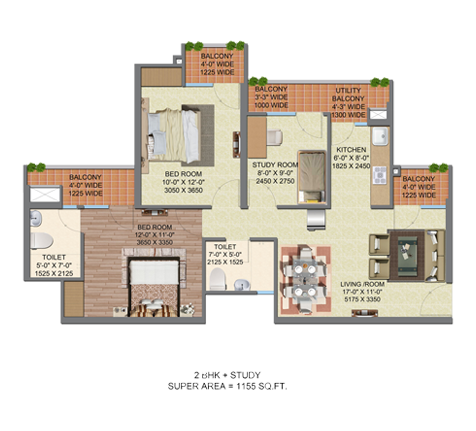 BALCONY
4'-0" WIDE
1225 WIDE
BALCONY
3'-3" WIDE
1000 WIDE
UTILITY
BALCONY
4'-3" WIDE
1300 WIDE
BED ROOM
10'-0" X 12'-0"
3050 X 3650
STUDY ROOM
8'-0" X 9'-0"
2450 X 2750
KITCHEN
6'-0" X 8'-0"
1825 X 2450
BALCONY
4'-0" WIDE
1225 WIDE
BALCONY
4'-0" WIDE
1225 WIDE
BED ROOM
12'-0" X 11'-0"
3650 X 3350
TOILET
5'-0" X 7'-0"
1525 X 2125
TOILET
7'-0" X 5'-0"
2125 X 1525
LIVING /ROOM
17'-0" X 11'-0"
5175 X 3350
2 BHK + STUDY
SUPER AREA = 1155 SQ.FT.